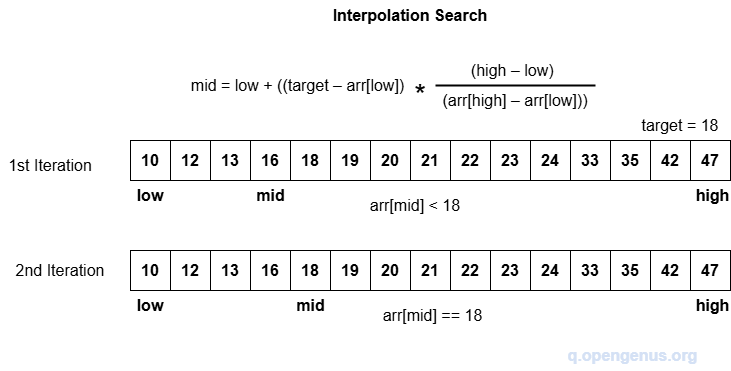 Interpolation Search
mid = low + ((target – arr[low]) * (high – low)
(arr[high] – arr[low]))
target = 18
1st Iteration 10 12 13 16 18 19 20 21 22 23 24 33 35 42 47
low mid high
arr[mid] < 18
2nd Iteration 10 12 13 16 18 19 20 21 22 23 24 33 35 42 47
low mid high
arr[mid] == 18
q.opengenus.org